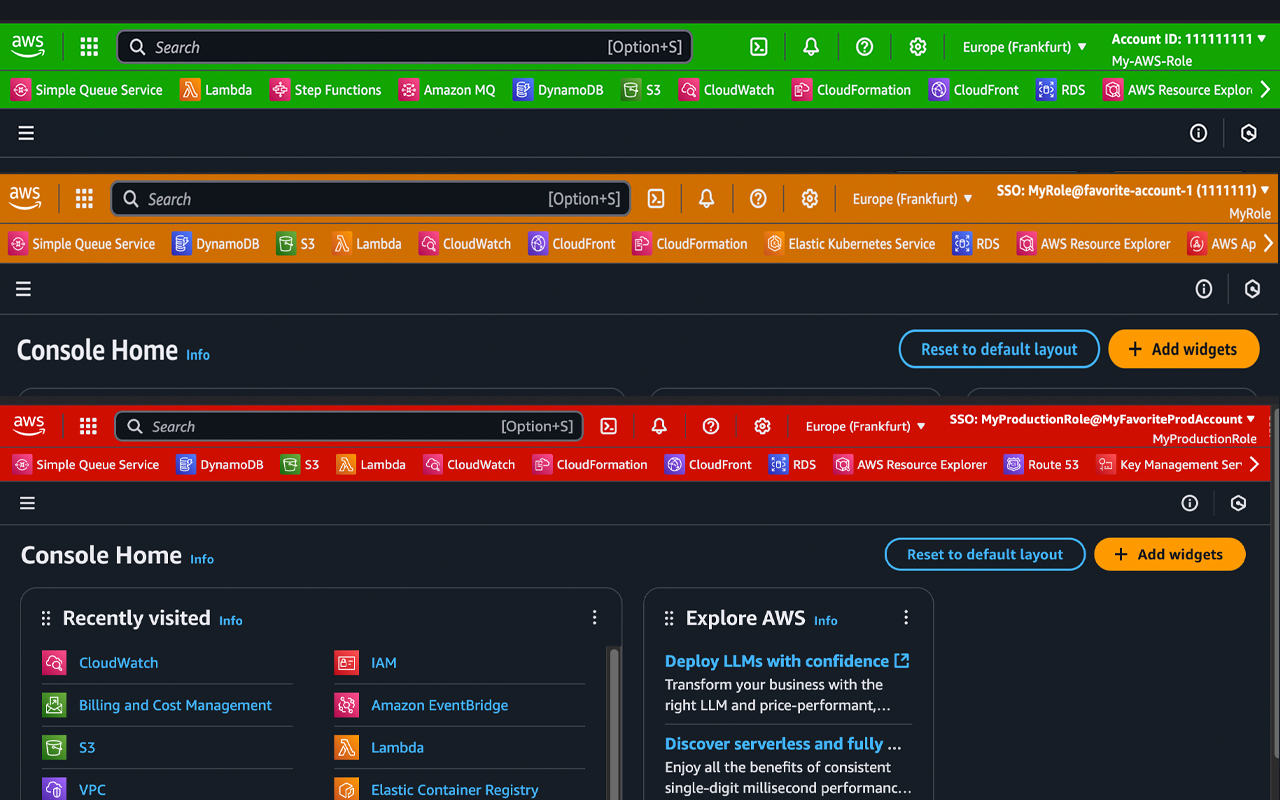 aws Search [Option+S] Europe (Frankfurt) Account ID: 111111111
My-AWS-Role
Simple Queue Service Lambda Step Functions Amazon MQ DynamoDB S3 CloudWatch CloudFormation CloudFront RDS AWS Resource Explor
aws Search [Option+S] Europe (Frankfurt) SSO: MyRole@favorite-account-1 (1111111)
MyRole
Simple Queue Service DynamoDB S3 Lambda CloudWatch CloudFront CloudFormation Elastic Kubernetes Service RDS AWS Resource Explorer AWS Ap
Console Home Info Reset to default layout + Add widgets
aws Search [Option+S] Europe (Frankfurt) SSO: MyProductionRole@MyFavoriteProdAccount
MyProductionRole
Simple Queue Service DynamoDB S3 Lambda CloudWatch CloudFormation CloudFront RDS AWS Resource Explorer Route 53 Key Management Ser
Console Home Info Reset to default layout + Add widgets
Recently visited Info
CloudWatch IAM
Billing and Cost Management Amazon EventBridge
S3 Lambda
VPC Elastic Container Registry
Explore AWS Info
Deploy LLMs with confidence
Transform your business with the
right LLM and price-performant,...
Discover serverless and fully ...
Enjoy all the benefits of consistent
single-digit millisecond performanc...